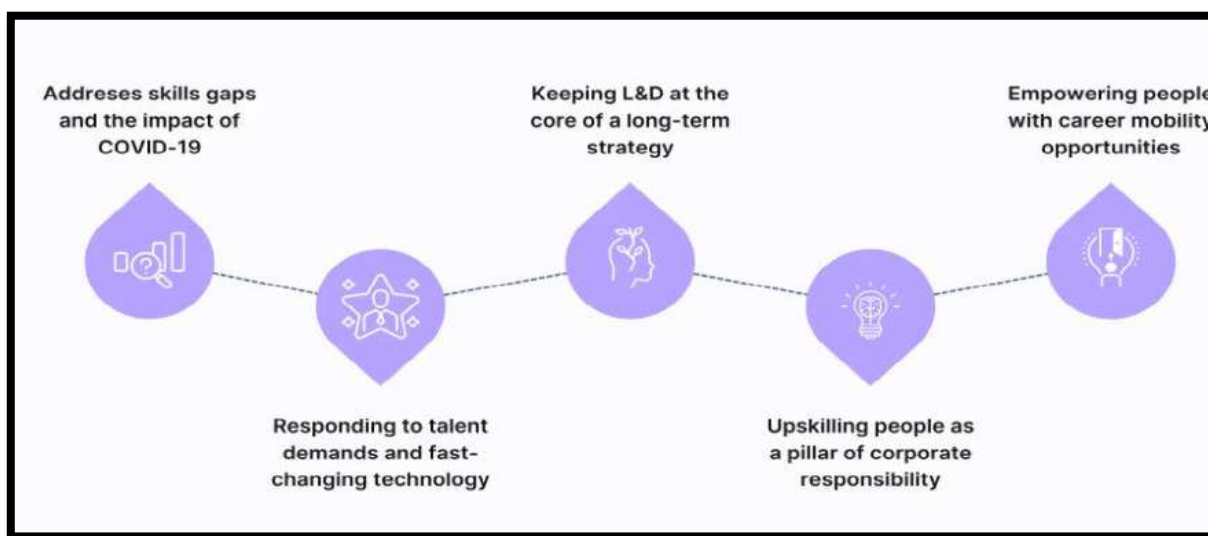 Addreses skills gaps
and the impact of
COVID-19
Responding to talent
demands and fast-
changing technology
Keeping L&D at the
core of a long-term
strategy
Upskilling people as
a pillar of corporate
responsibility
Empowering people
with career mobility
opportunities
?